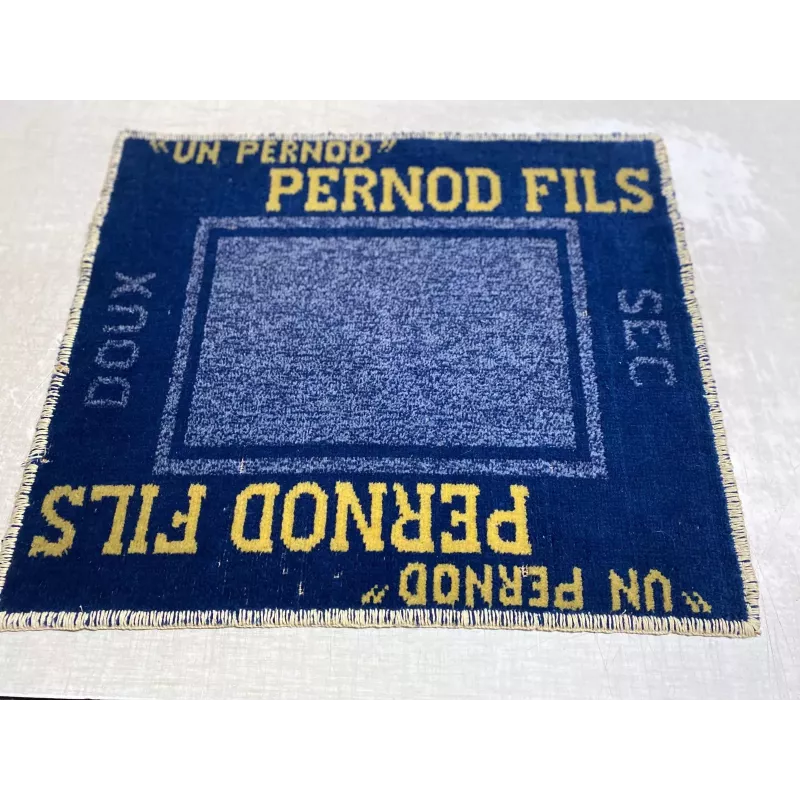 "UN PERNOD"
PERNOD FILS
DOUX
SEC
PERNOD FILS
"UN PERNOD"